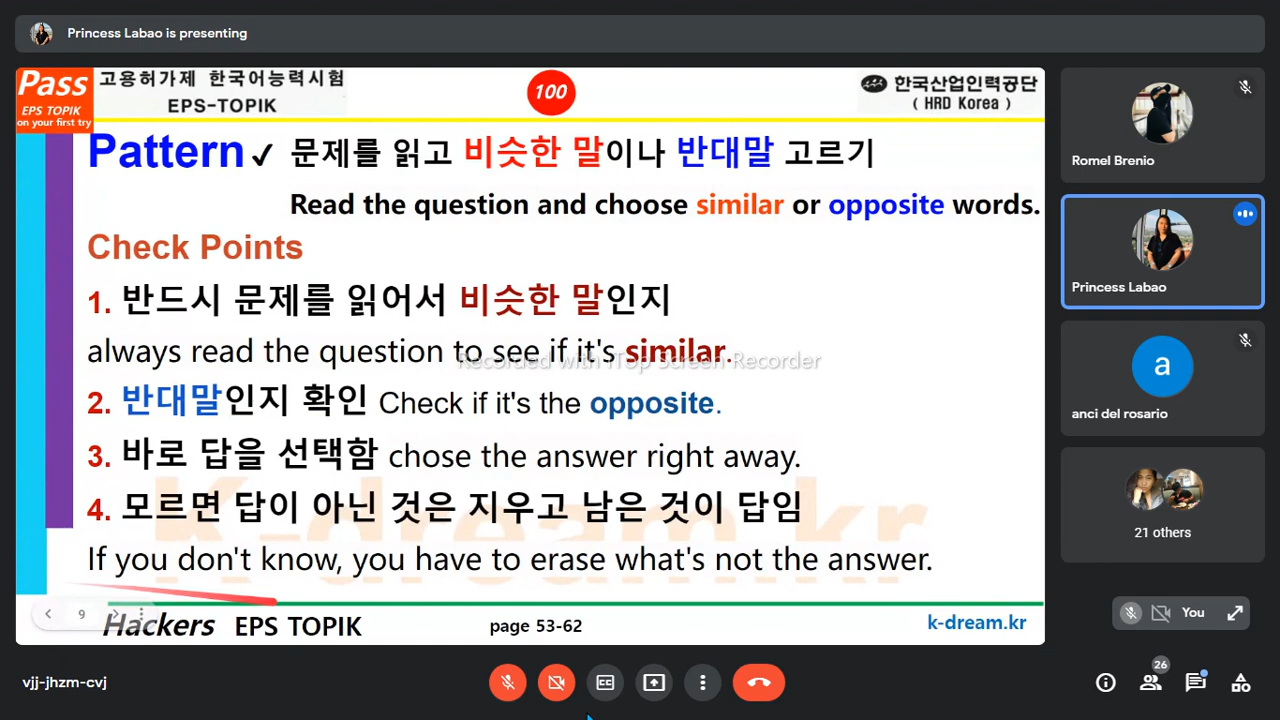 Princess Labao is presenting
Pass
EPS TOPIK
on your first try
고용허가제 한국어능력시험
EPS-TOPIK
100
한국산업인력공단
( HRD Korea )
Pattern ✓ 문제를 읽고 비슷한 말이나 반대말 고르기
Read the question and choose similar or opposite words.
Check Points
1. 반드시 문제를 읽어서 비슷한 말인지
always read the question to see if it's similar.
Recorded with iTop Screen Recorder
2. 반대말인지 확인 Check if it's the opposite.
3. 바로 답을 선택함 chose the answer right away.
4. 모르면 답이 아닌 것은 지우고 남은 것이 답임
K-dream.kr
If you don't know, you have to erase what's not the answer.
9
Hackers EPS TOPIK
page 53-62
k-dream.kr
Romel Brenio
Princess Labao
a
anci del rosario
21 others
You
vjj-jhzm-cvj
26